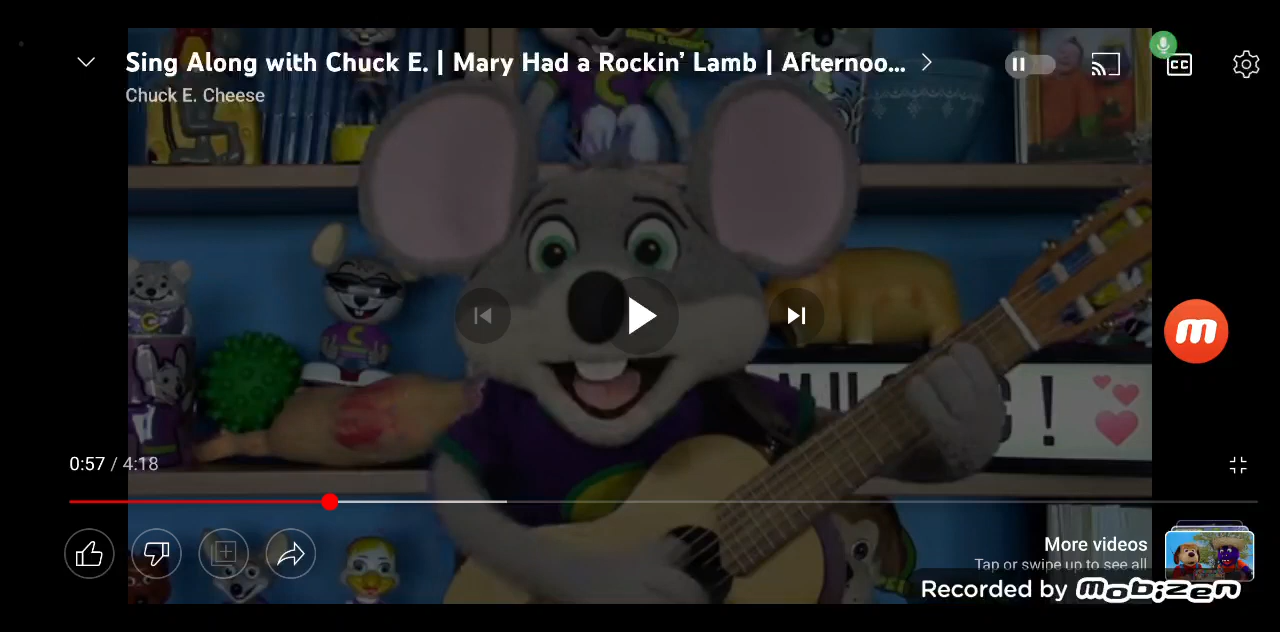 Sing Along with Chuck E. | Mary Had a Rockin' Lamb | Afternoo...
Chuck E. Cheese
CC
C
C
m
!
0:57 / 4:18
More videos
Tap or swipe up to see all
Recorded by mobizen